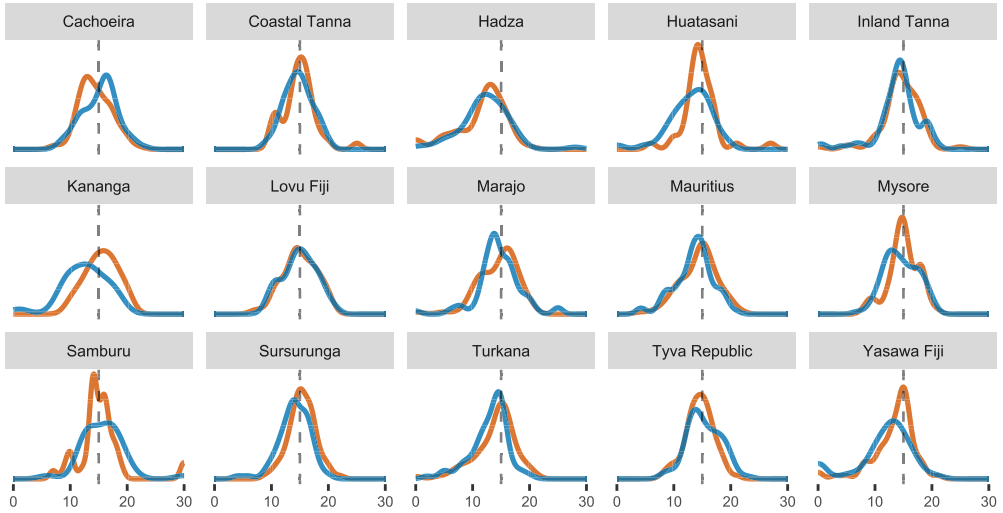 Cachoeira Coastal Tanna Hadza Huatasani Inland Tanna
Kananga Lovu Fiji Marajo Mauritius Mysore
Samburu Sursurunga Turkana Tyva Republic Yasawa Fiji
0 10 20 30 0 10 20 30 0 10 20 30 0 10 20 30 0 10 20 30